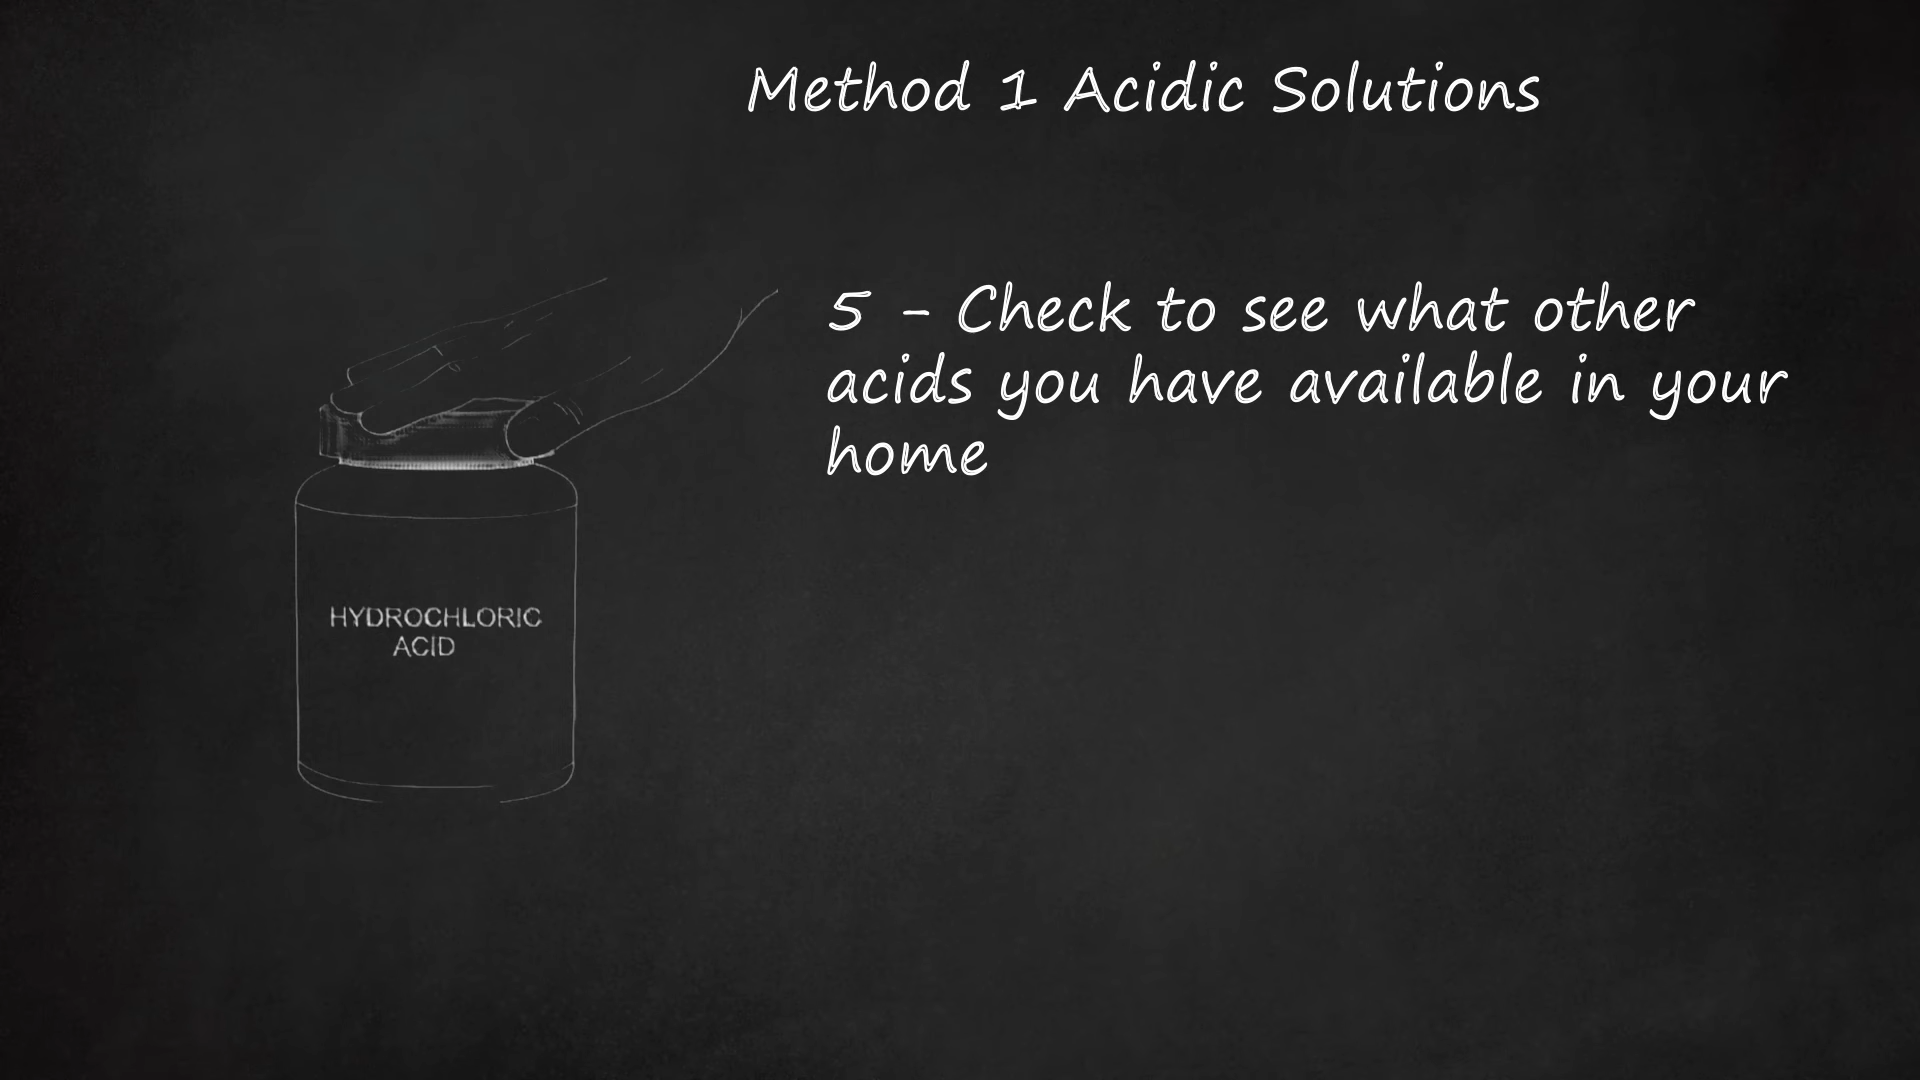 Method 1 Acidic Solutions
5 - Check to see what other
acids you have available in your
home
HYDROCHLORIC
ACID